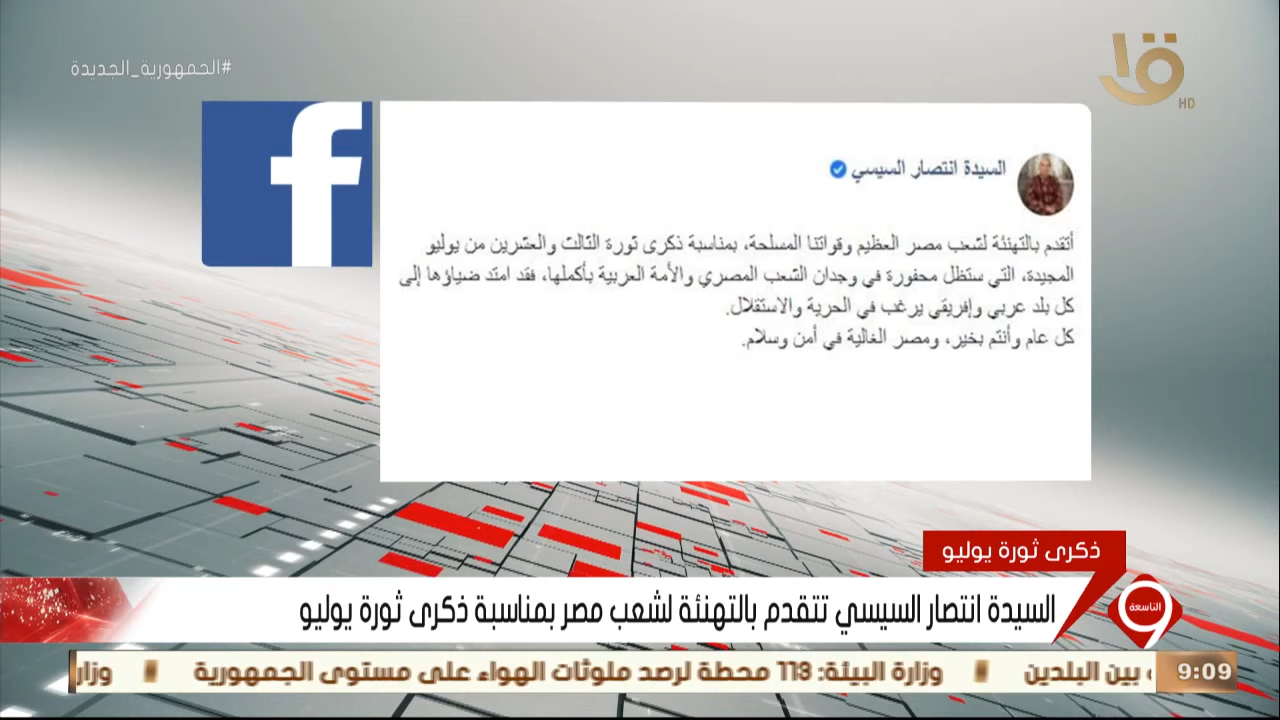 #الجمهورية_الجديدة
HD
السيدة انتصار السيسي
أتقدم بالتهنئة لشعب مصر العظيم وقواتنا المسلحة، بمناسبة ذكرى ثورة الثالث والعشرين من يوليو
المجيدة، التي ستظل محفورة في وجدان الشعب المصري والأمة العربية بأكملها، فقد امتد ضياؤها إلى
كل بلد عربي وإفريقي يرغب في الحرية والاستقلال.
كل عام وأنتم بخير، ومصر الغالية في أمن وسلام.
ذكرى ثورة يوليو
التاسعة
السيدة انتصار السيسي تتقدم بالتهنئة لشعب مصر بمناسبة ذكرى ثورة يوليو
9:09 بين البلدين وزارة البيئة: 113 محطة لرصد ملوثات الهواء على مستوى الجمهورية